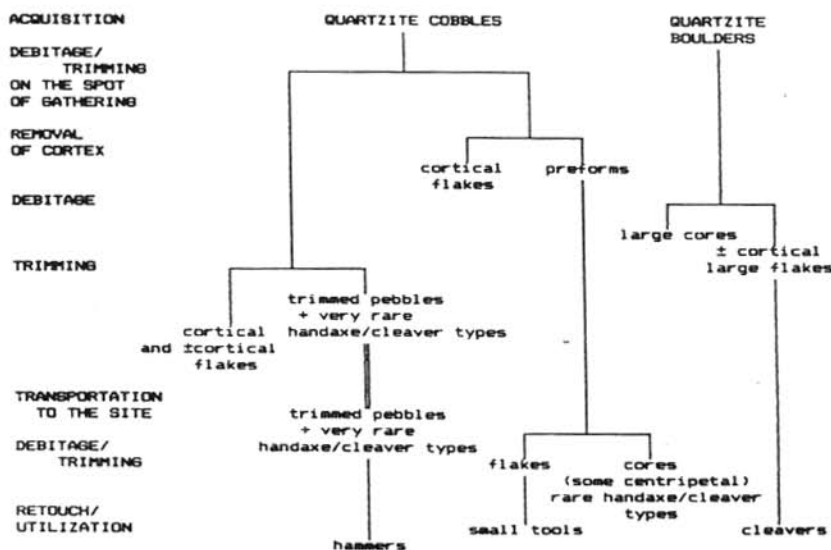 ACQUISITION
QUARTZITE COBBLES
QUARTZITE
BOULDERS
DEBITAGE/
TRIMMING
ON THE SPOT
OF GATHERING
REMOVAL
OF CORTEX
cortical
flakes
preforms
DEBITAGE
large cores
± cortical
large flakes
TRIMMING
trimmed pebbles
+ very rare
handaxe/cleaver types
cortical
and ±cortical
flakes
TRANSPORTATION
TO THE SITE
trimmed pebbles
+ very rare
handaxe/cleaver types
DEBITAGE/
TRIMMING
flakes
cores
(some centripetal)
rare handaxe/cleaver
types
RETOUCH/
UTILIZATION
hammers
small tools
cleavers